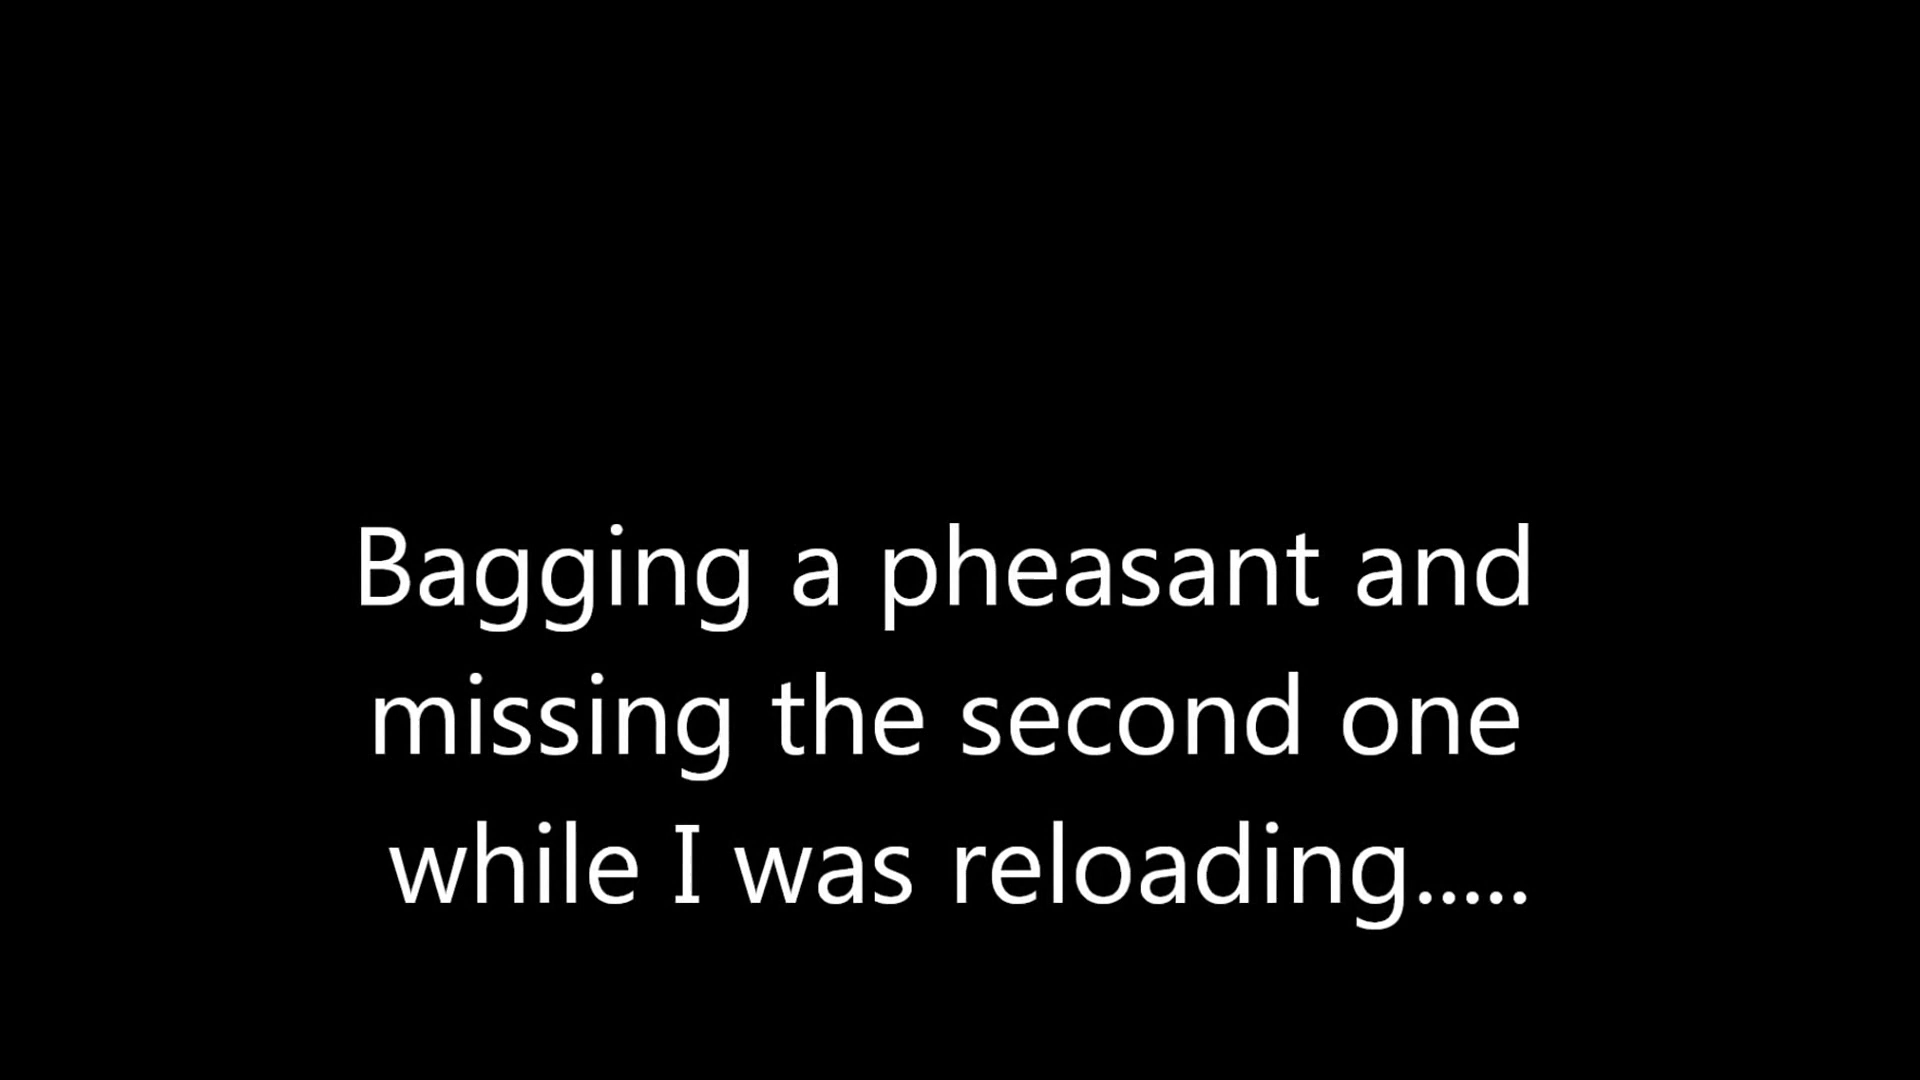 Bagging a pheasant and
missing the second one
while I was reloading.....